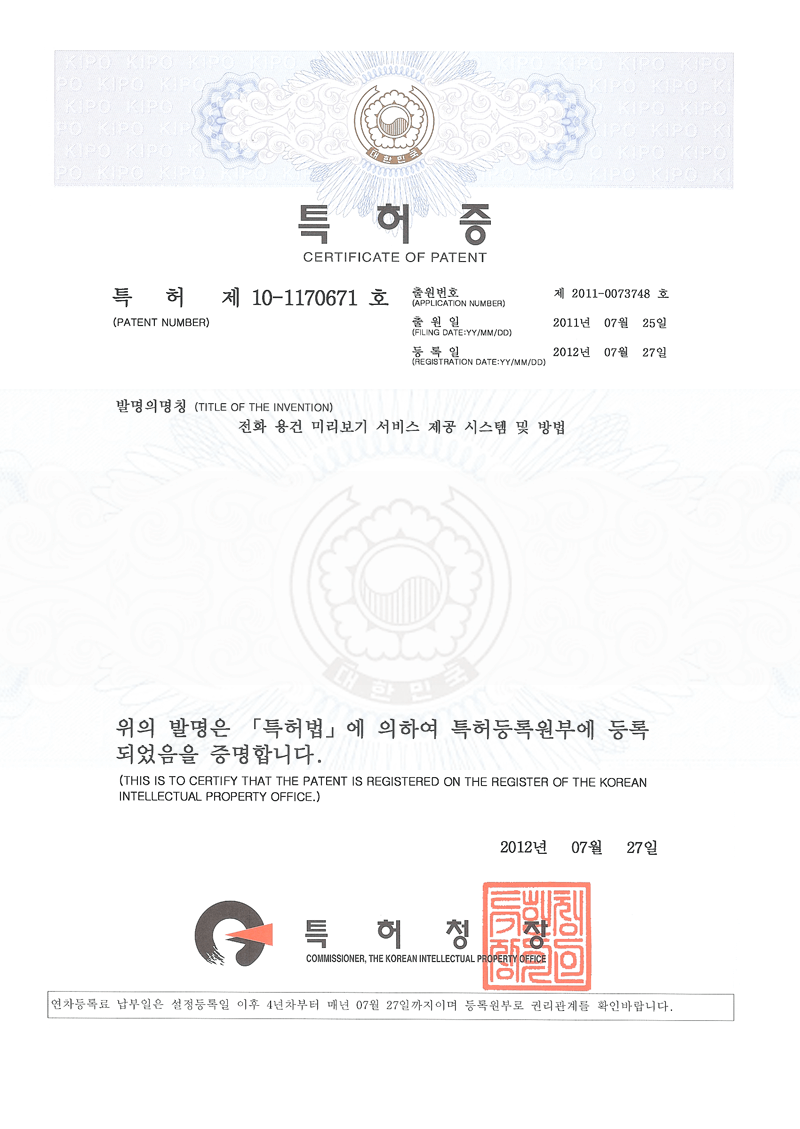 KIPO KIPO KIPO KIPO KIPO KIPO KIPO
대한민국
특 허 증
CERTIFICATE OF PATENT
특 허 제 10-1170671 호
(PATENT NUMBER)
출원번호 제 2011-0073748 호
(APPLICATION NUMBER)
출 원 일 2011년 07월 25일
(FILING DATE:YY/MM/DD)
등 록 일 2012년 07월 27일
(REGISTRATION DATE:YY/MM/DD)
발명의명칭 (TITLE OF THE INVENTION)
전화 용건 미리보기 서비스 제공 시스템 및 방법
대한민국
위의 발명은 「특허법」에 의하여 특허등록원부에 등록
되었음을 증명합니다.
(THIS IS TO CERTIFY THAT THE PATENT IS REGISTERED ON THE REGISTER OF THE KOREAN
INTELLECTUAL PROPERTY OFFICE.)
2012년 07월 27일
특 허 청 장
COMMISSIONER, THE KOREAN INTELLECTUAL PROPERTY OFFICE
연차등록료 납부일은 설정등록일 이후 4년차부터 매년 07월 27일까지이며 등록원부로 권리관계를 확인바랍니다.